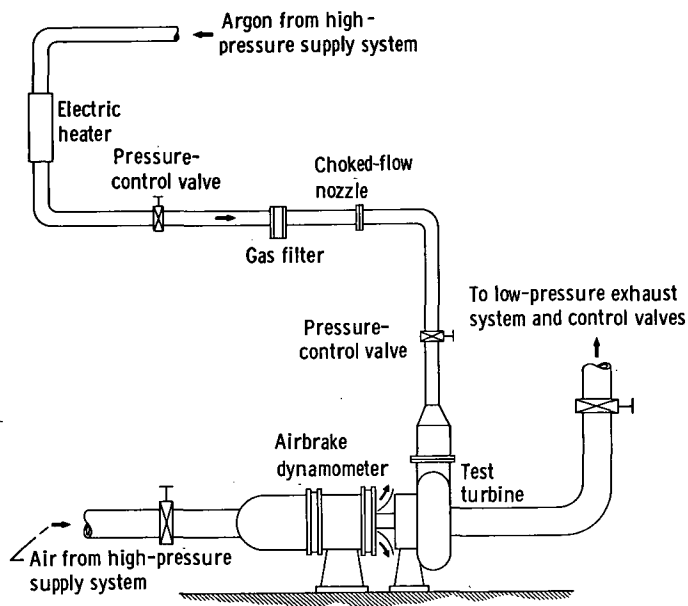 Argon from high-
pressure supply system
Electric
heater
Pressure-
control valve
Choked-flow
nozzle
Gas filter
To low-pressure exhaust
system and control valves
Pressure-
control valve
Airbrake
dynamometer
Test
turbine
Air from high-pressure
supply system